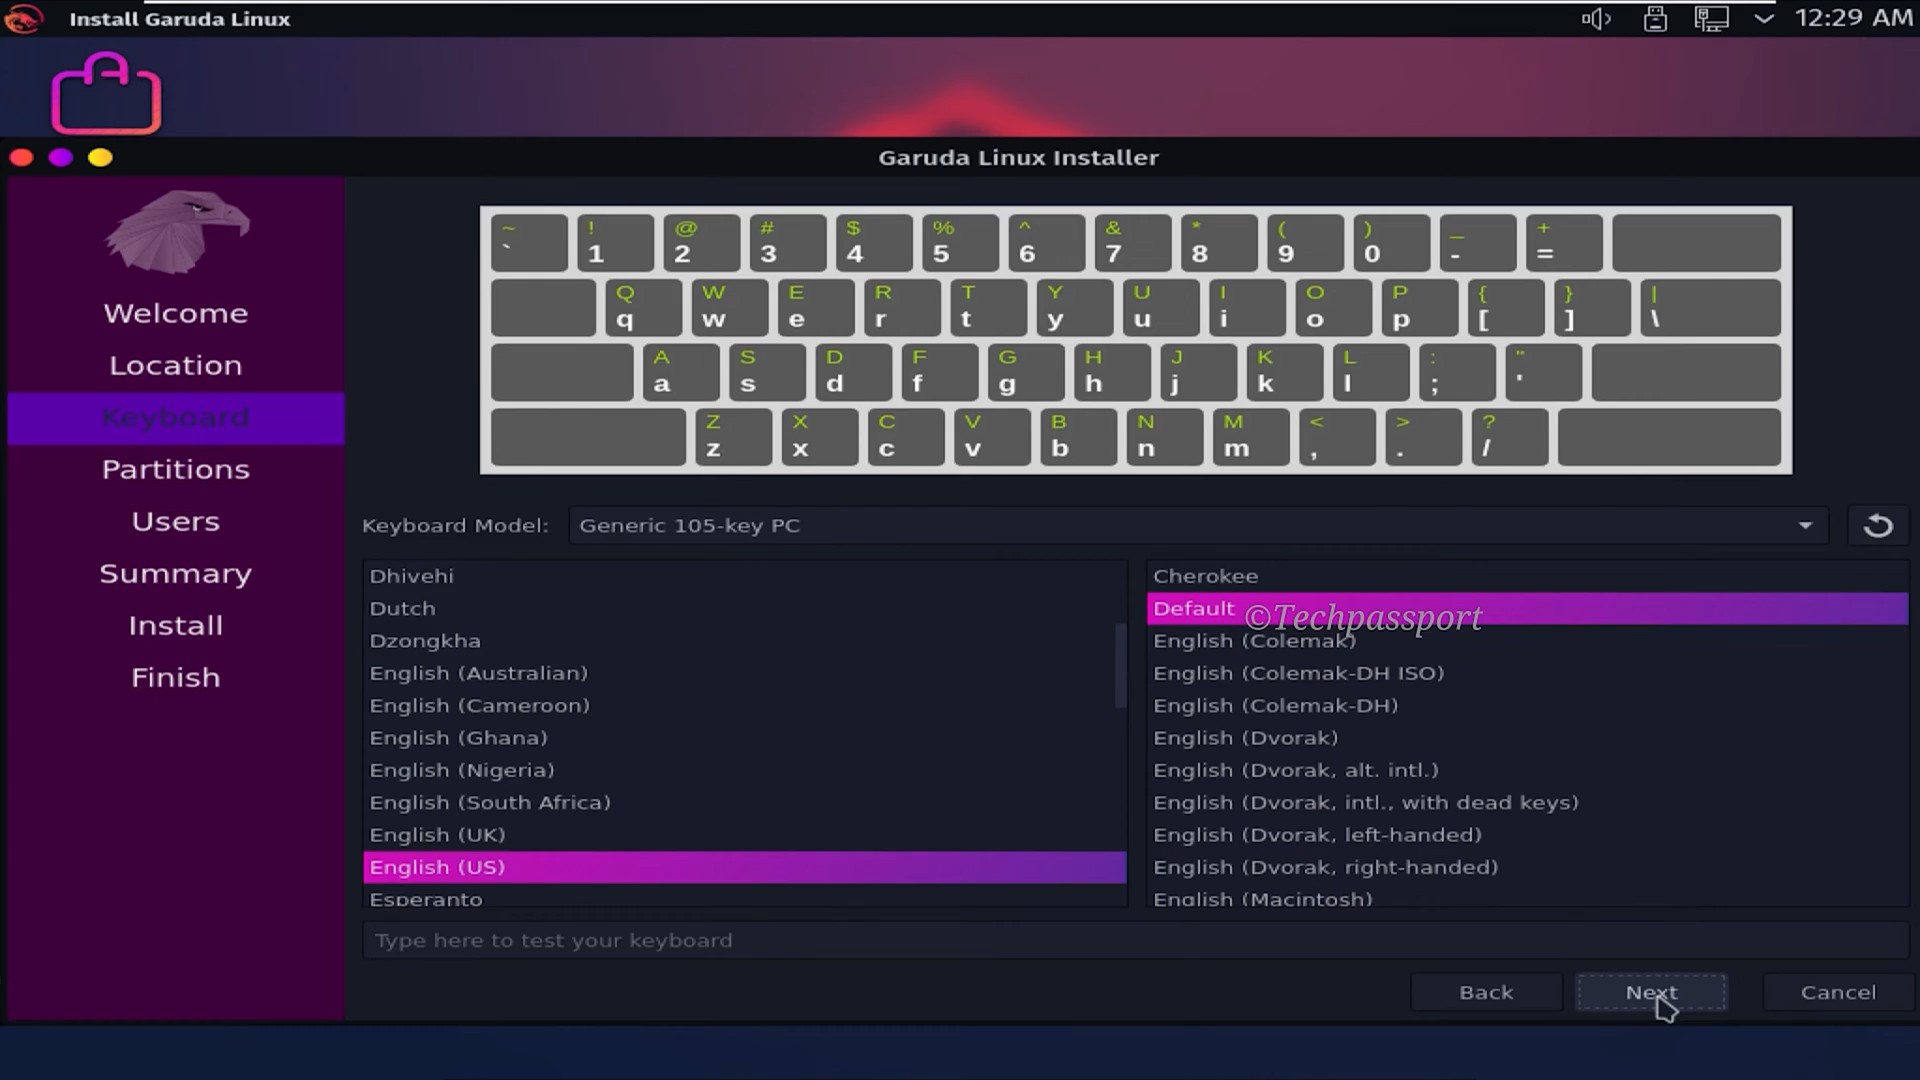 Install Garuda Linux
12:29 AM
Garuda Linux Installer
Welcome
Location
Keyboard
Partitions
Users
Summary
Install
Finish
~ ! @ # $ % ^ & * ( ) _ +
` 1 2 3 4 5 6 7 8 9 0 - =
Q W E R T Y U I O P { } |
q w e r t y u i o p [ ] \
A S D F G H J K L : "
a s d f g h j k l ; '
Z X C V B N M < > ?
z x c v b n m , . /
Keyboard Model: Generic 105-key PC
Dhivehi
Dutch
Dzongkha
English (Australian)
English (Cameroon)
English (Ghana)
English (Nigeria)
English (South Africa)
English (UK)
English (US)
Esperanto
Cherokee
Default
©Techpassport
English (Colemak)
English (Colemak-DH ISO)
English (Colemak-DH)
English (Dvorak)
English (Dvorak, alt. intl.)
English (Dvorak, intl., with dead keys)
English (Dvorak, left-handed)
English (Dvorak, right-handed)
English (Macintosh)
Type here to test your keyboard
Back Next Cancel